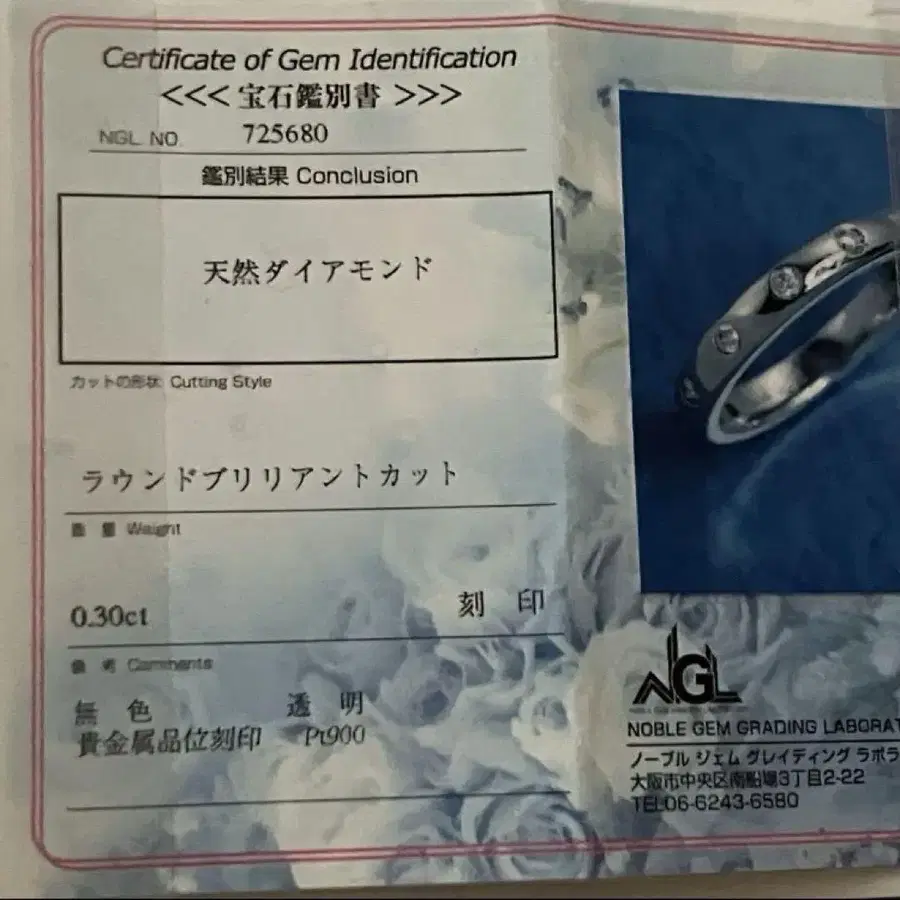 Certificate of Gem Identification
<<< 宝石鑑別書 >>>
NGL NO. 725680
鑑別結果 Conclusion
天然ダイアモンド
カットの形状 Cutting Style
ラウンドブリリアントカット
重量 Weight
0.30ct 刻印
備考 Comments
無色 透明
貴金属品位刻印 Pt900
NGL
NOBLE GEM GRADING LABORAT
ノーブル ジェム グレイディング ラボラ
大阪市中央区南船場3丁目2-22
TEL06-6243-6580